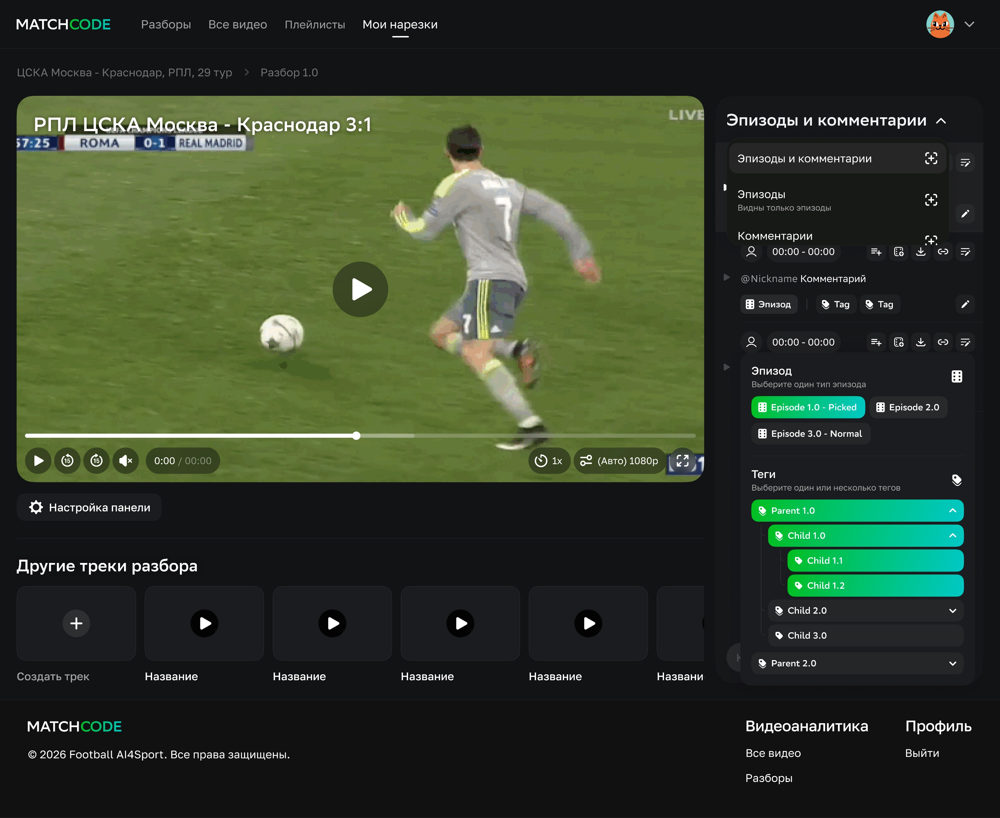 MATCHCODE
Разборы
Все видео
Плейлисты
Мои нарезки
ЦСКА Москва - Краснодар, РПЛ, 29 тур
Разбор 1.0
РПЛ ЦСКА Москва - Краснодар 3:1
LIVE
57:25 ROMA 0-1 REAL MADRID
7
7
15
15
0:00 / 00:00
1x
(Авто) 1080p
Настройка панели
Другие треки разбора
Создать трек
Название
Название
Название
Название
Названи
Эпизоды и комментарии
Эпизоды и комментарии
Эпизоды
Видны только эпизоды
Комментарии
00:00 - 00:00
@Nickname Комментарий
Эпизод
Tag
Tag
00:00 - 00:00
Эпизод
Выберите один тип эпизода
Episode 1.0 - Picked
Episode 2.0
Episode 3.0 - Normal
Теги
Выберите один или несколько тегов
Parent 1.0
Child 1.0
Child 1.1
Child 1.2
Child 2.0
Child 3.0
Parent 2.0
MATCHCODE
© 2026 Football AI4Sport. Все права защищены.
Видеоаналитика
Все видео
Разборы
Профиль
Выйти